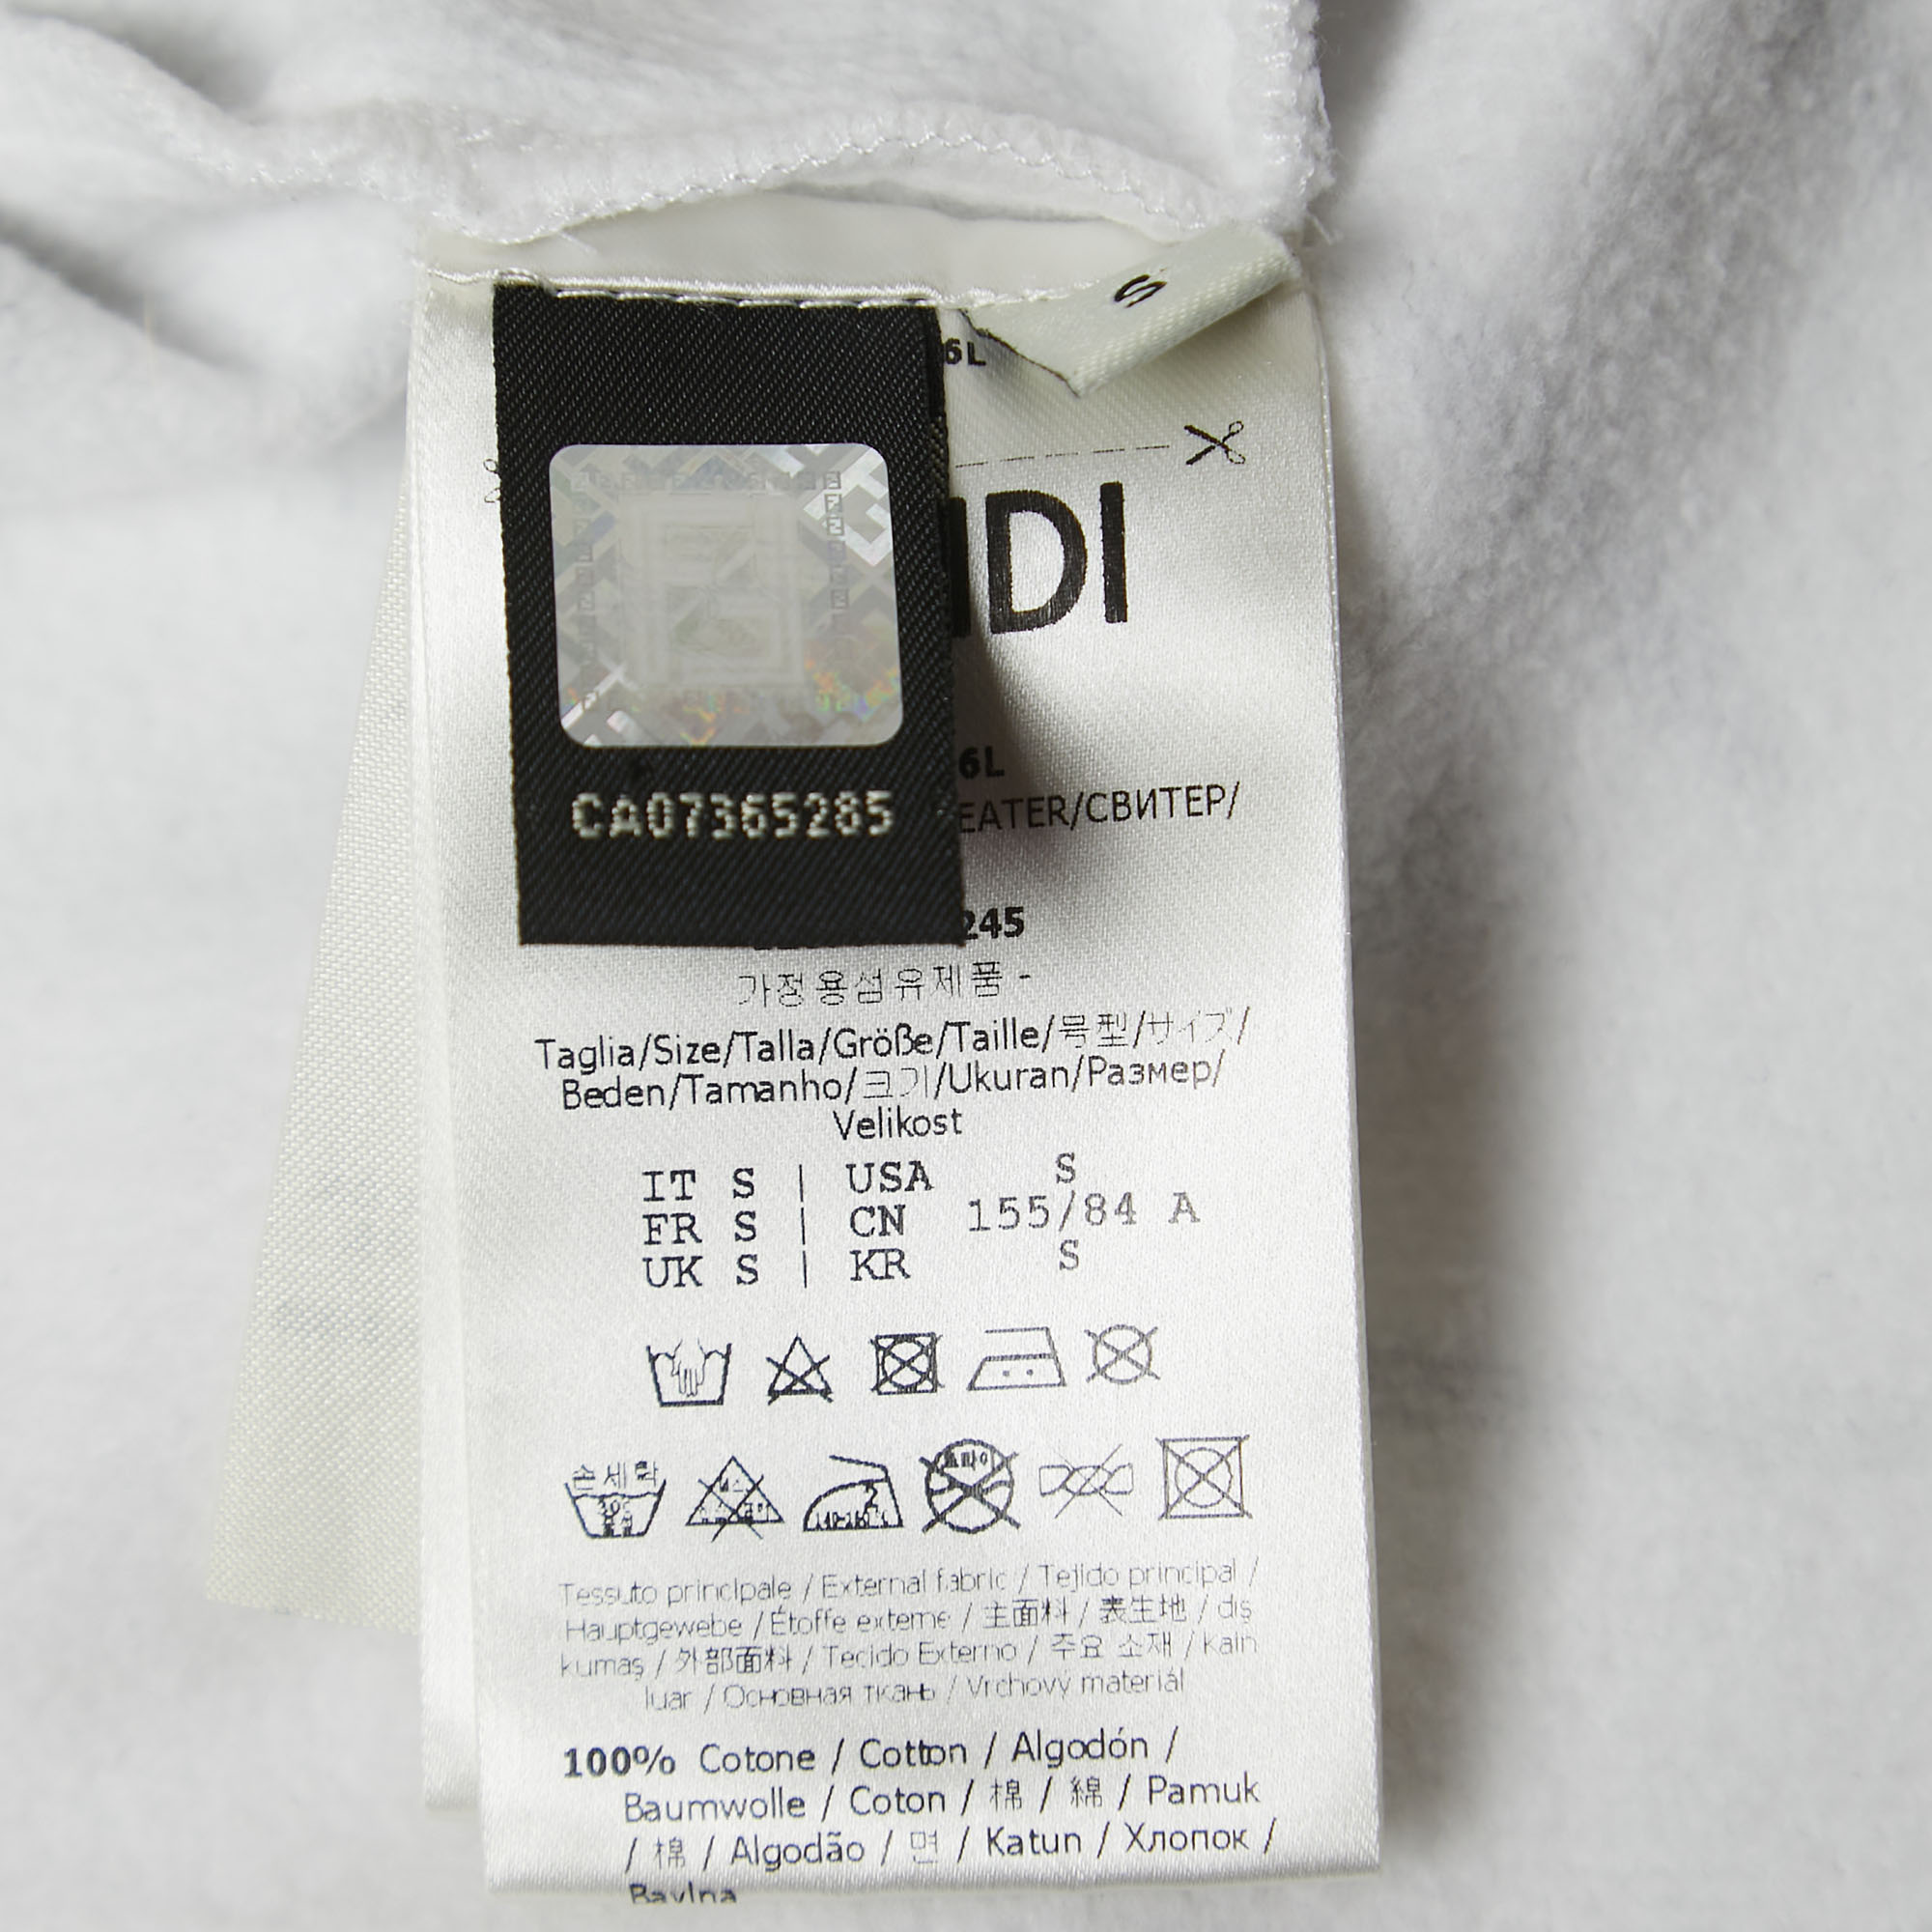 S
6L
IDI
CA07365285
6L
EATER/СВИТЕР/
245
가정용섬유제품 -
Taglia/Size/Talla/Größe/Taille/号型/サイズ/
Beden/Tamanho/크기/Ukuran/Размер/
Velikost
IT S | USA S
FR S | CN 155/84 A
UK S | KR S
손세탁
Tessuto principale / External fabric / Tejido principal /
Hauptgewebe / Étoffe externe / 主面料 / 表生地 / dış
kumaş / 外部面料 / Tecido Externo / 주요 소재 / kain
luar / Основная ткань / Vrchový materiál
100% Cotone / Cotton / Algodón /
Baumwolle / Coton / 棉 / 綿 / Pamuk
/ 棉 / Algodão / 면 / Katun / Хлопок /
Bavlna